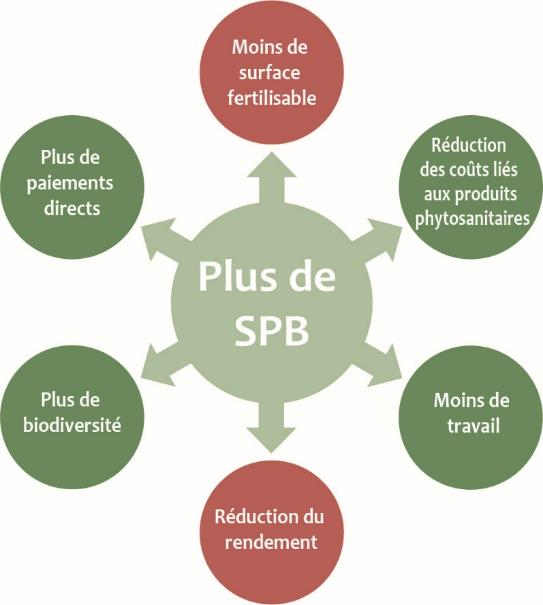 Moins de
surface
fertilisable
Plus de
paiements
directs
Réduction
des coûts liés
aux produits
phytosanitaires
Plus de
SPB
Plus de
biodiversité
Moins de
travail
Réduction du
rendement